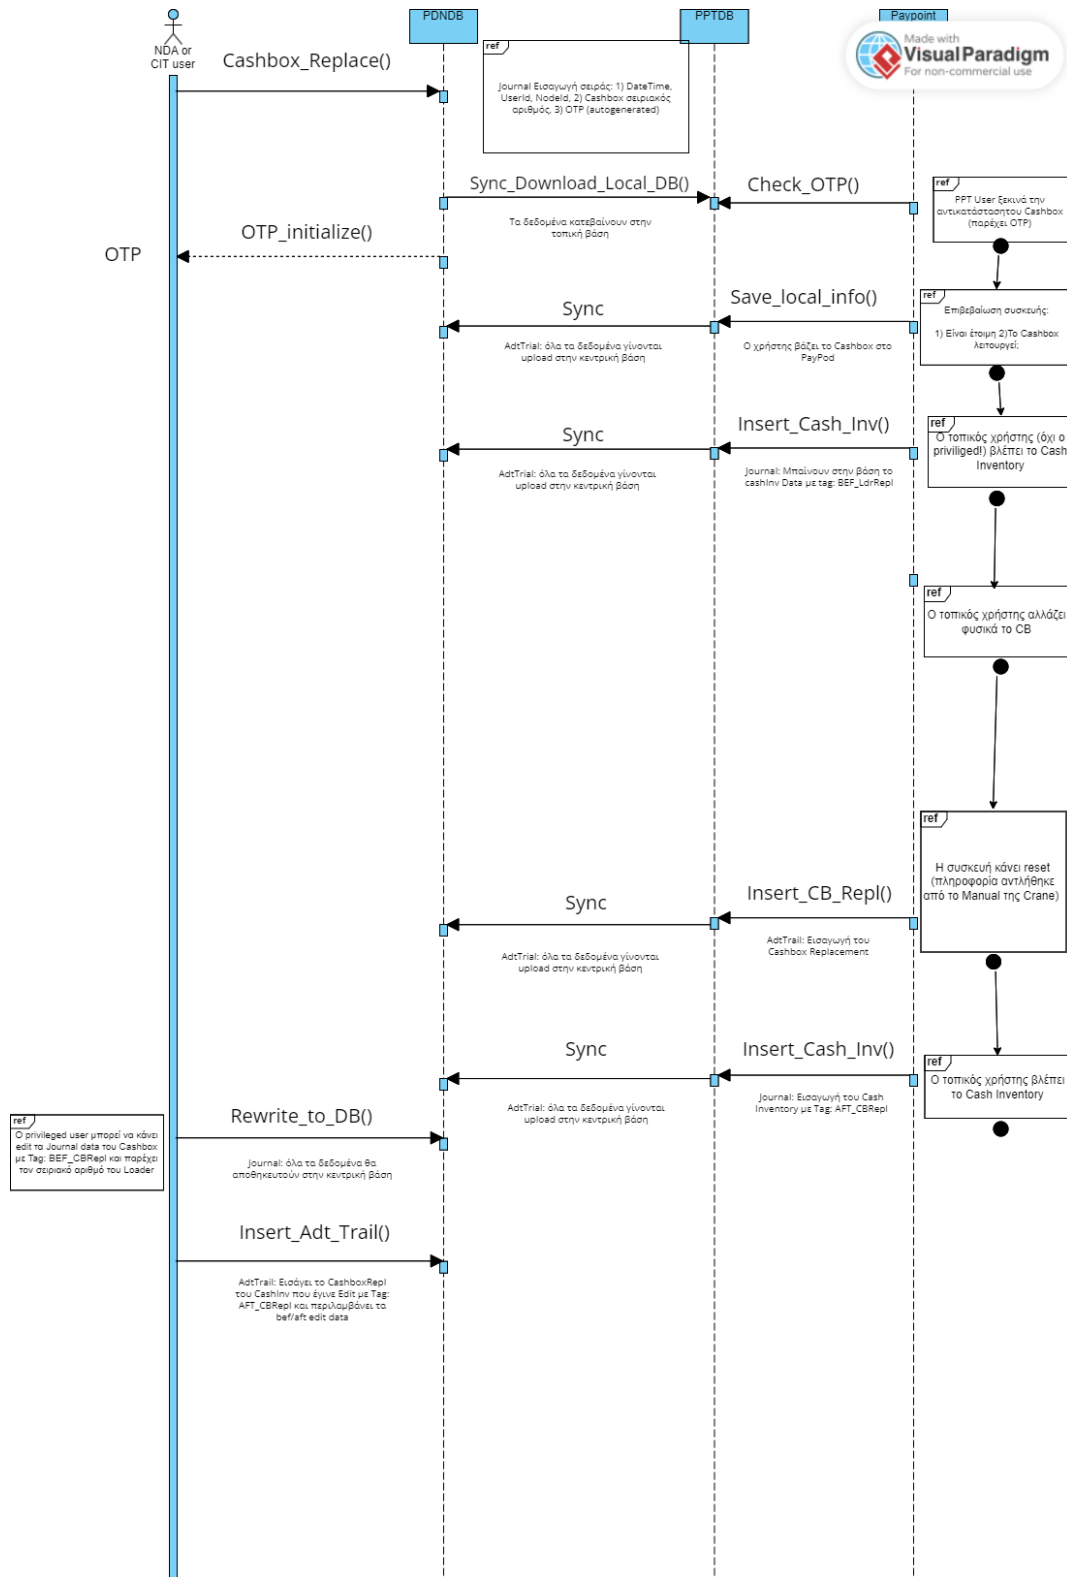 PDNDB
PPTDB
Paypoint
Made with
Visual Paradigm
For non-commercial use
NDA or
CIT user
Cashbox_Replace()
ref
Journal Εισαγωγή σειράς: 1) DateTime,
UserId, NodeId, 2) Cashbox σειριακός
αριθμός, 3) OTP (autogenerated)
Sync_Download_Local_DB()
Τα δεδομένα κατεβαίνουν στην
τοπική βάση
Check_OTP()
ref
PPT User ξεκινά την
αντικατάστασητου Cashbox
(παρέχει OTP)
OTP
OTP_initialize()
Sync
AdtTrial: όλα τα δεδομένα γίνονται
upload στην κεντρική βάση
Save_local_info()
Ο χρήστης βάζει το Cashbox στο
PayPod
ref
Επιβεβαίωση συσκευής:
1) Είναι έτοιμη 2)Το Cashbox
λειτουργεί;
Sync
AdtTrial: όλα τα δεδομένα γίνονται
upload στην κεντρική βάση
Insert_Cash_Inv()
Journal: Μπαίνουν στην βάση το
cashInv Data με tag: BEF_LdrRepl
ref
Ο τοπικός χρήστης (όχι ο
priviliged!) βλέπει το Cash
Inventory
ref
Ο τοπικός χρήστης αλλάζει
φυσικά το CB
ref
Η συσκευή κάνει reset
(πληροφορία αντλήθηκε
από το Manual της Crane)
Sync
AdtTrial: όλα τα δεδομένα γίνονται
upload στην κεντρική βάση
Insert_CB_Repl()
AdtTrail: Εισαγωγή του
Cashbox Replacement
Sync
AdtTrial: όλα τα δεδομένα γίνονται
upload στην κεντρική βάση
Insert_Cash_Inv()
Journal: Εισαγωγή του Cash
Inventory με Tag: AFT_CBRepl
ref
Ο τοπικός χρήστης βλέπει
το Cash Inventory
ref
Ο privileged user μπορεί να κάνει
edit τα Journal data του Cashbox
με Tag: BEF_CBRepl και παρέχει
τον σειριακό αριθμό του Loader
Rewrite_to_DB()
Journal: όλα τα δεδομένα θα
αποθηκευτούν στην κεντρική βάση
Insert_Adt_Trail()
AdtTrail: Εισάγει το CashboxRepl
του CashInv που έγινε Edit με Tag:
AFT_CBRepl και περιλαμβάνει τα
bef/aft edit data